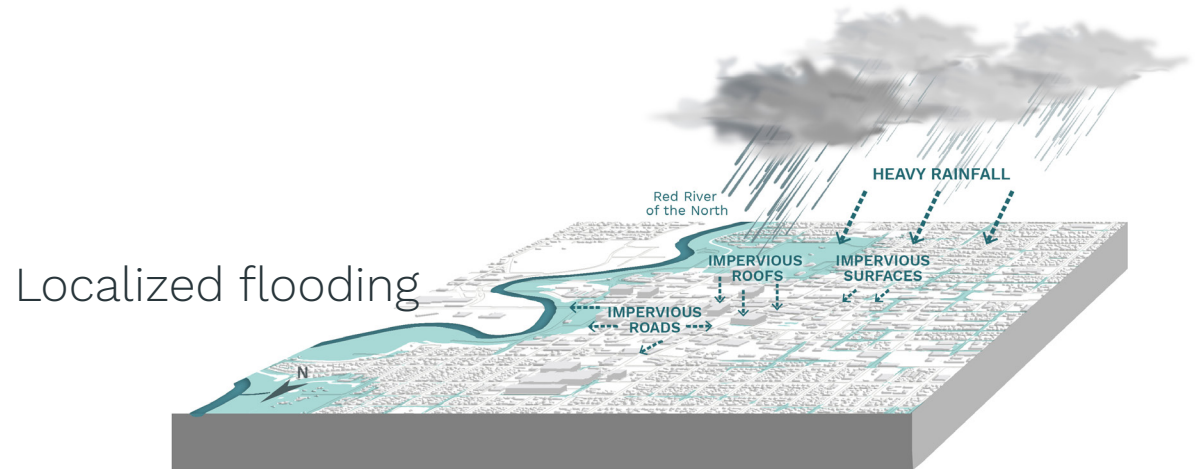 HEAVY RAINFALL
Red River
of the North
IMPERVIOUS
ROOFS
IMPERVIOUS
SURFACES
Localized flooding
IMPERVIOUS
ROADS
N